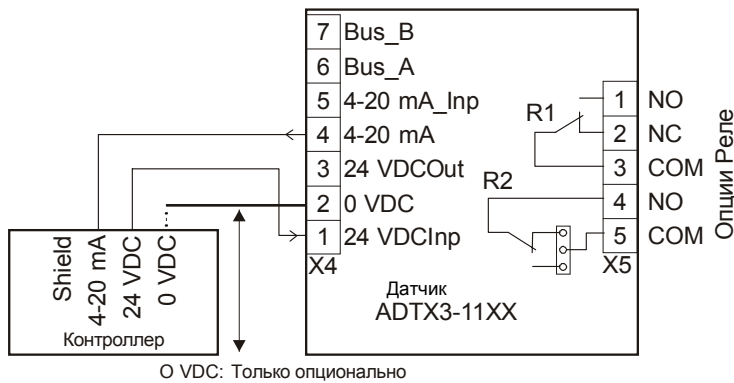 7 Bus_B
6 Bus_A
5 4-20 mA_Inp
4 4-20 mA
3 24 VDCOut
2 0 VDC
1 24 VDCInp
X4
R1
R2
1 NO
2 NC
3 COM
4 NO
5 COM
X5
Опции Реле
Датчик
ADTX3-11XX
Shield
4-20 mA
24 VDC
0 VDC
Контроллер
О VDC: Только опционально